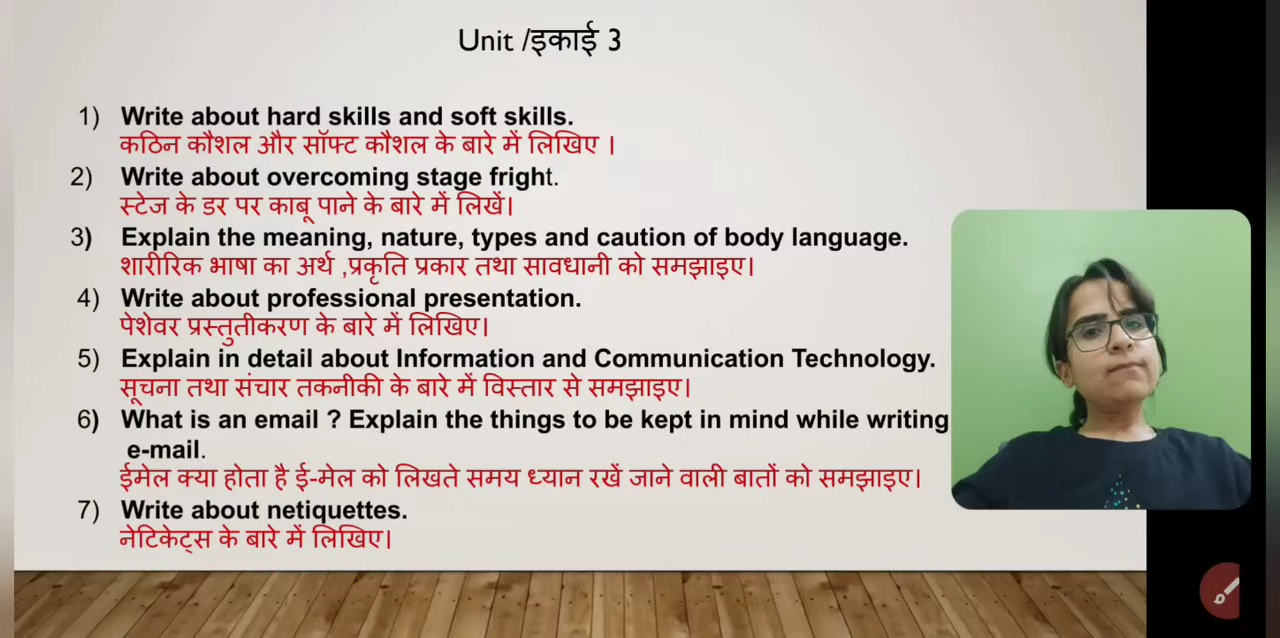 Unit /इकाई 3
1) Write about hard skills and soft skills.
कठिन कौशल और सॉफ्ट कौशल के बारे में लिखिए ।
2) Write about overcoming stage fright.
स्टेज के डर पर काबू पाने के बारे में लिखें।
3) Explain the meaning, nature, types and caution of body language.
शारीरिक भाषा का अर्थ ,प्रकृति प्रकार तथा सावधानी को समझाइए।
4) Write about professional presentation.
पेशेवर प्रस्तुतीकरण के बारे में लिखिए।
5) Explain in detail about Information and Communication Technology.
सूचना तथा संचार तकनीकी के बारे में विस्तार से समझाइए।
6) What is an email ? Explain the things to be kept in mind while writing
e-mail.
ईमेल क्या होता है ई-मेल को लिखते समय ध्यान रखें जाने वाली बातों को समझाइए।
7) Write about netiquettes.
नेटिकेट्स के बारे में लिखिए।